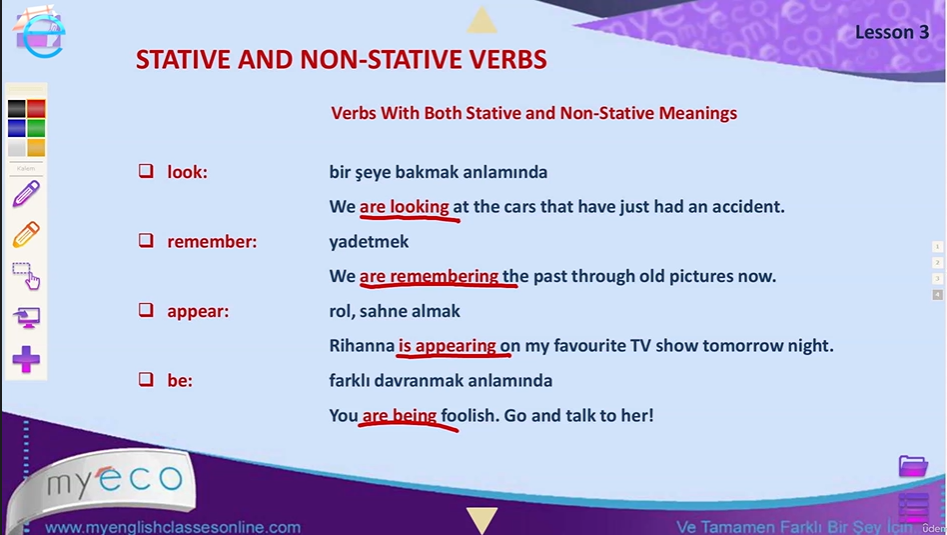 Lesson 3
STATIVE AND NON-STATIVE VERBS
Verbs With Both Stative and Non-Stative Meanings
Kalem
look: bir şeye bakmak anlamında
We are looking at the cars that have just had an accident.
remember: yadetmek
We are remembering the past through old pictures now.
appear: rol, sahne almak
Rihanna is appearing on my favourite TV show tomorrow night.
be: farklı davranmak anlamında
You are being foolish. Go and talk to her!
1
2
3
4
myeco
www.myenglishclassesonline.com
Ve Tamamen Farklı Bir Şey İçin